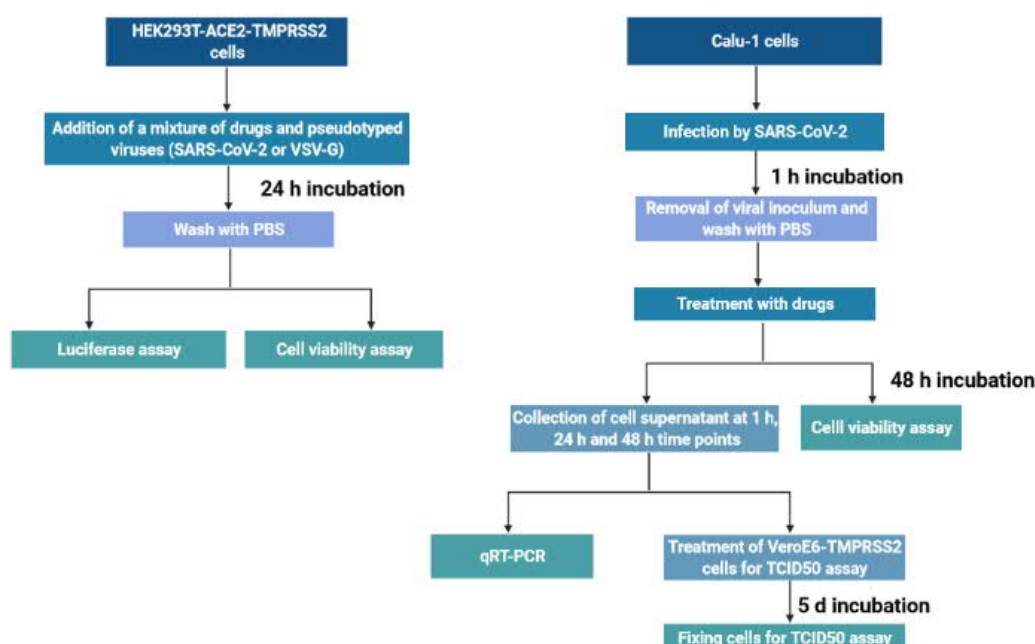 HEK293T-ACE2-TMPRSS2
cells
Addition of a mixture of drugs and pseudotyped
viruses (SARS-CoV-2 or VSV-G)
24 h incubation
Wash with PBS
Luciferase assay
Cell viability assay
Calu-1 cells
Infection by SARS-CoV-2
1 h incubation
Removal of viral inoculum and
wash with PBS
Treatment with drugs
48 h incubation
Collection of cell supernatant at 1 h,
24 h and 48 h time points
Celll viability assay
qRT-PCR
Treatment of VeroE6-TMPRSS2
cells for TCID50 assay
5 d incubation
Fixing cells for TCID50 assay